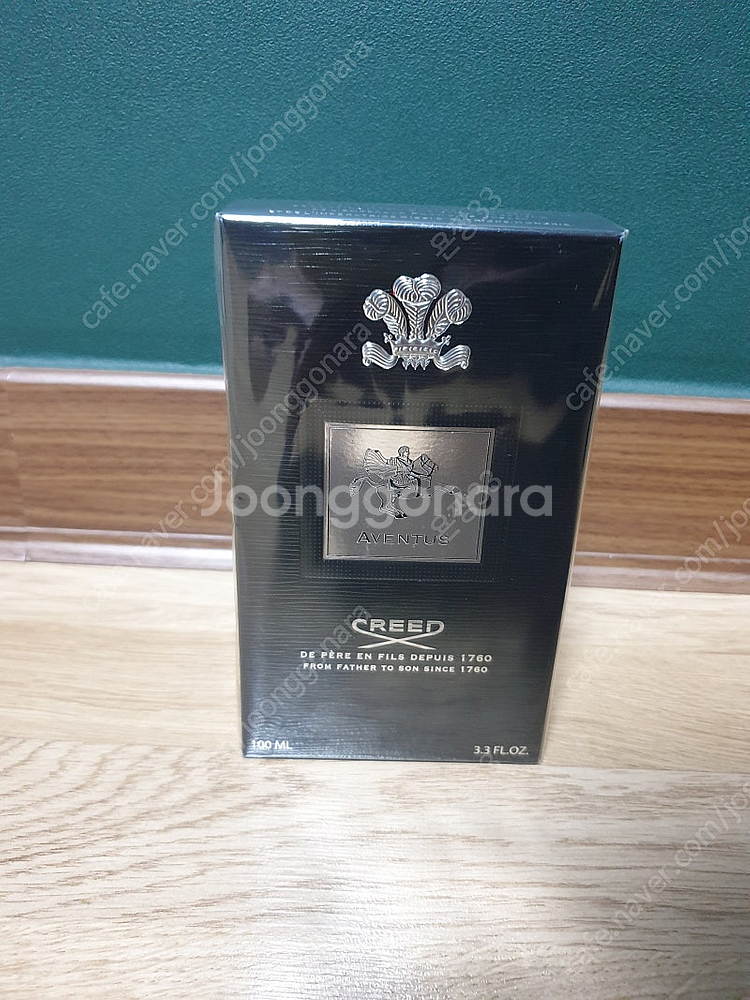 AVENTUS
Joonggonara
CREED
DE PÈRE EN FILS DEPUIS 1760
FROM FATHER TO SON SINCE 1760
100 ML
3.3 FL.OZ.
cafe.naver.com/joonggonara